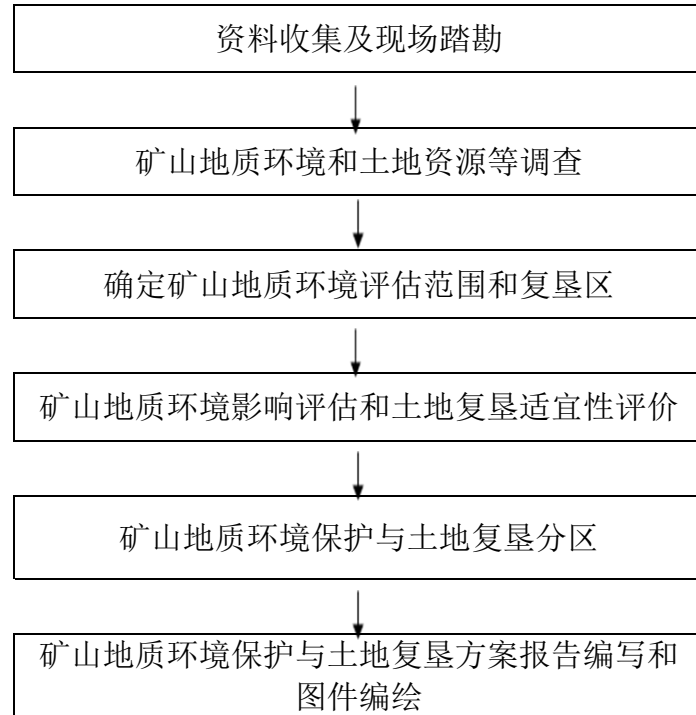 资料收集及现场踏勘
矿山地质环境和土地资源等调查
确定矿山地质环境评估范围和复垦区
矿山地质环境影响评估和土地复垦适宜性评价
矿山地质环境保护与土地复垦分区
矿山地质环境保护与土地复垦方案报告编写和
图件编绘